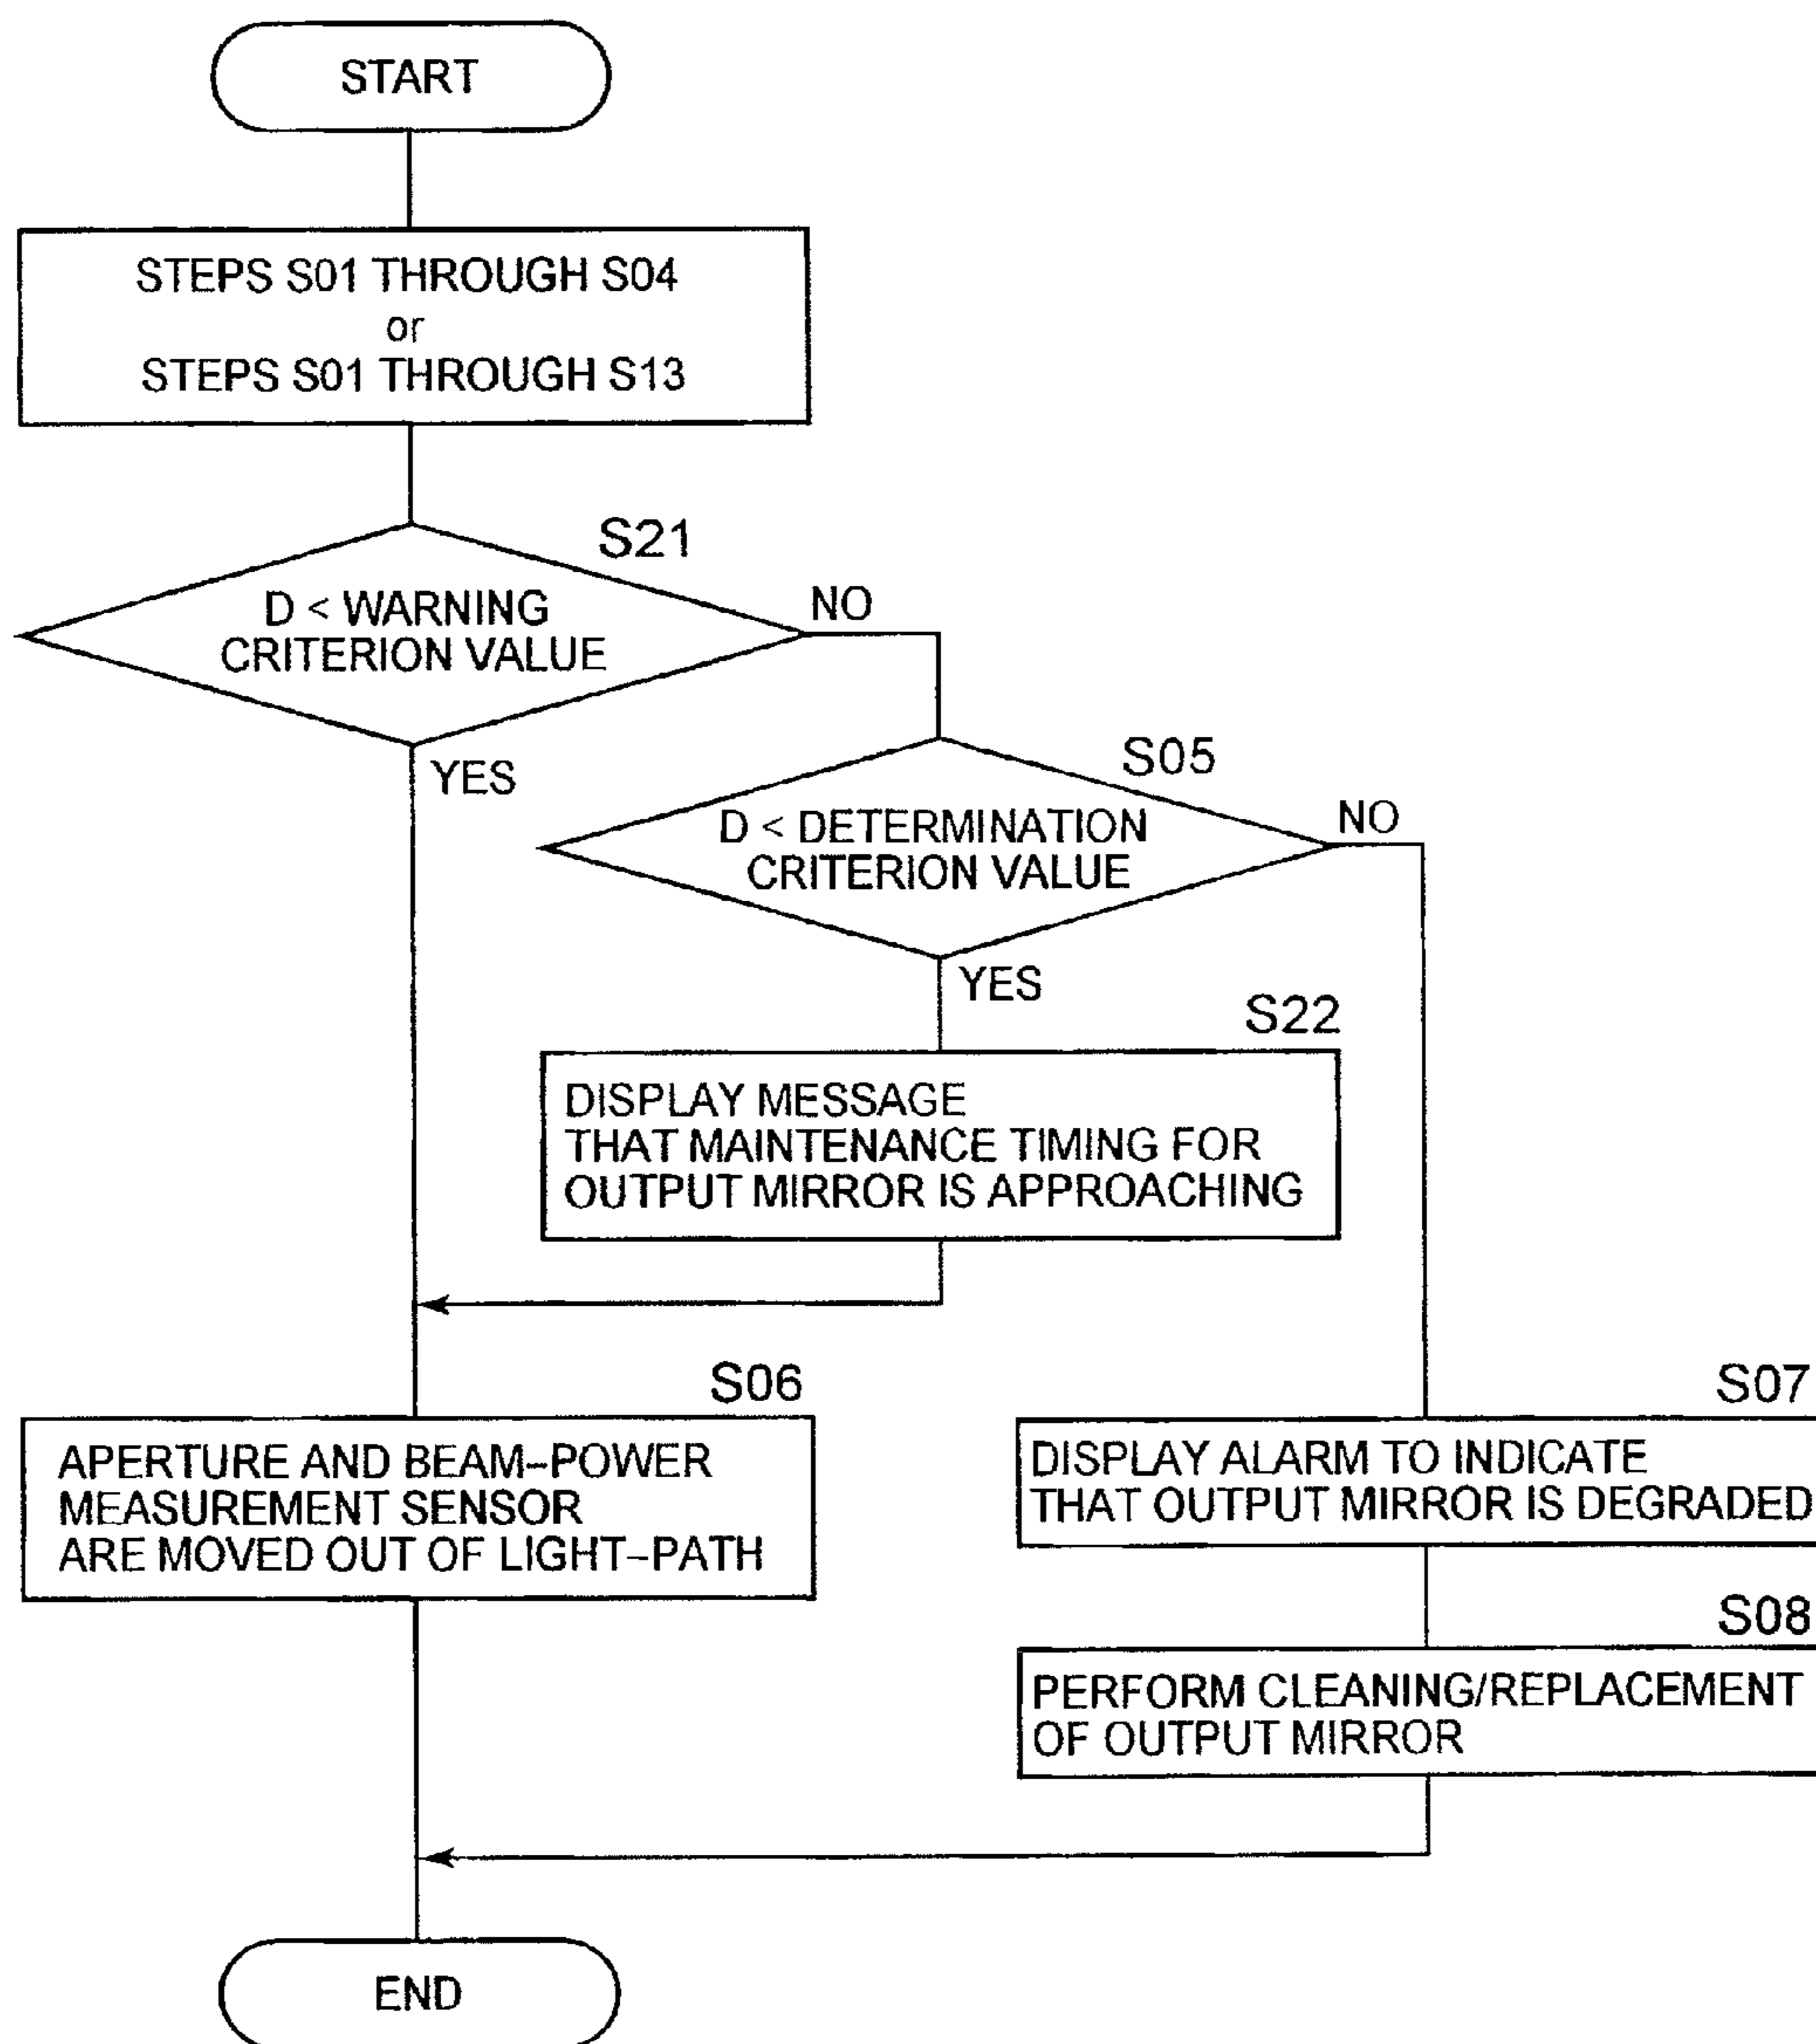 START
STEPS S01 THROUGH S04
or
STEPS S01 THROUGH S13
S21
D < WARNING
CRITERION VALUE
NO
YES
S05
D < DETERMINATION
CRITERION VALUE
NO
YES
S22
DISPLAY MESSAGE
THAT MAINTENANCE TIMING FOR
OUTPUT MIRROR IS APPROACHING
S06
APERTURE AND BEAM-POWER
MEASUREMENT SENSOR
ARE MOVED OUT OF LIGHT-PATH
S07
DISPLAY ALARM TO INDICATE
THAT OUTPUT MIRROR IS DEGRADED
S08
PERFORM CLEANING/REPLACEMENT
OF OUTPUT MIRROR
END